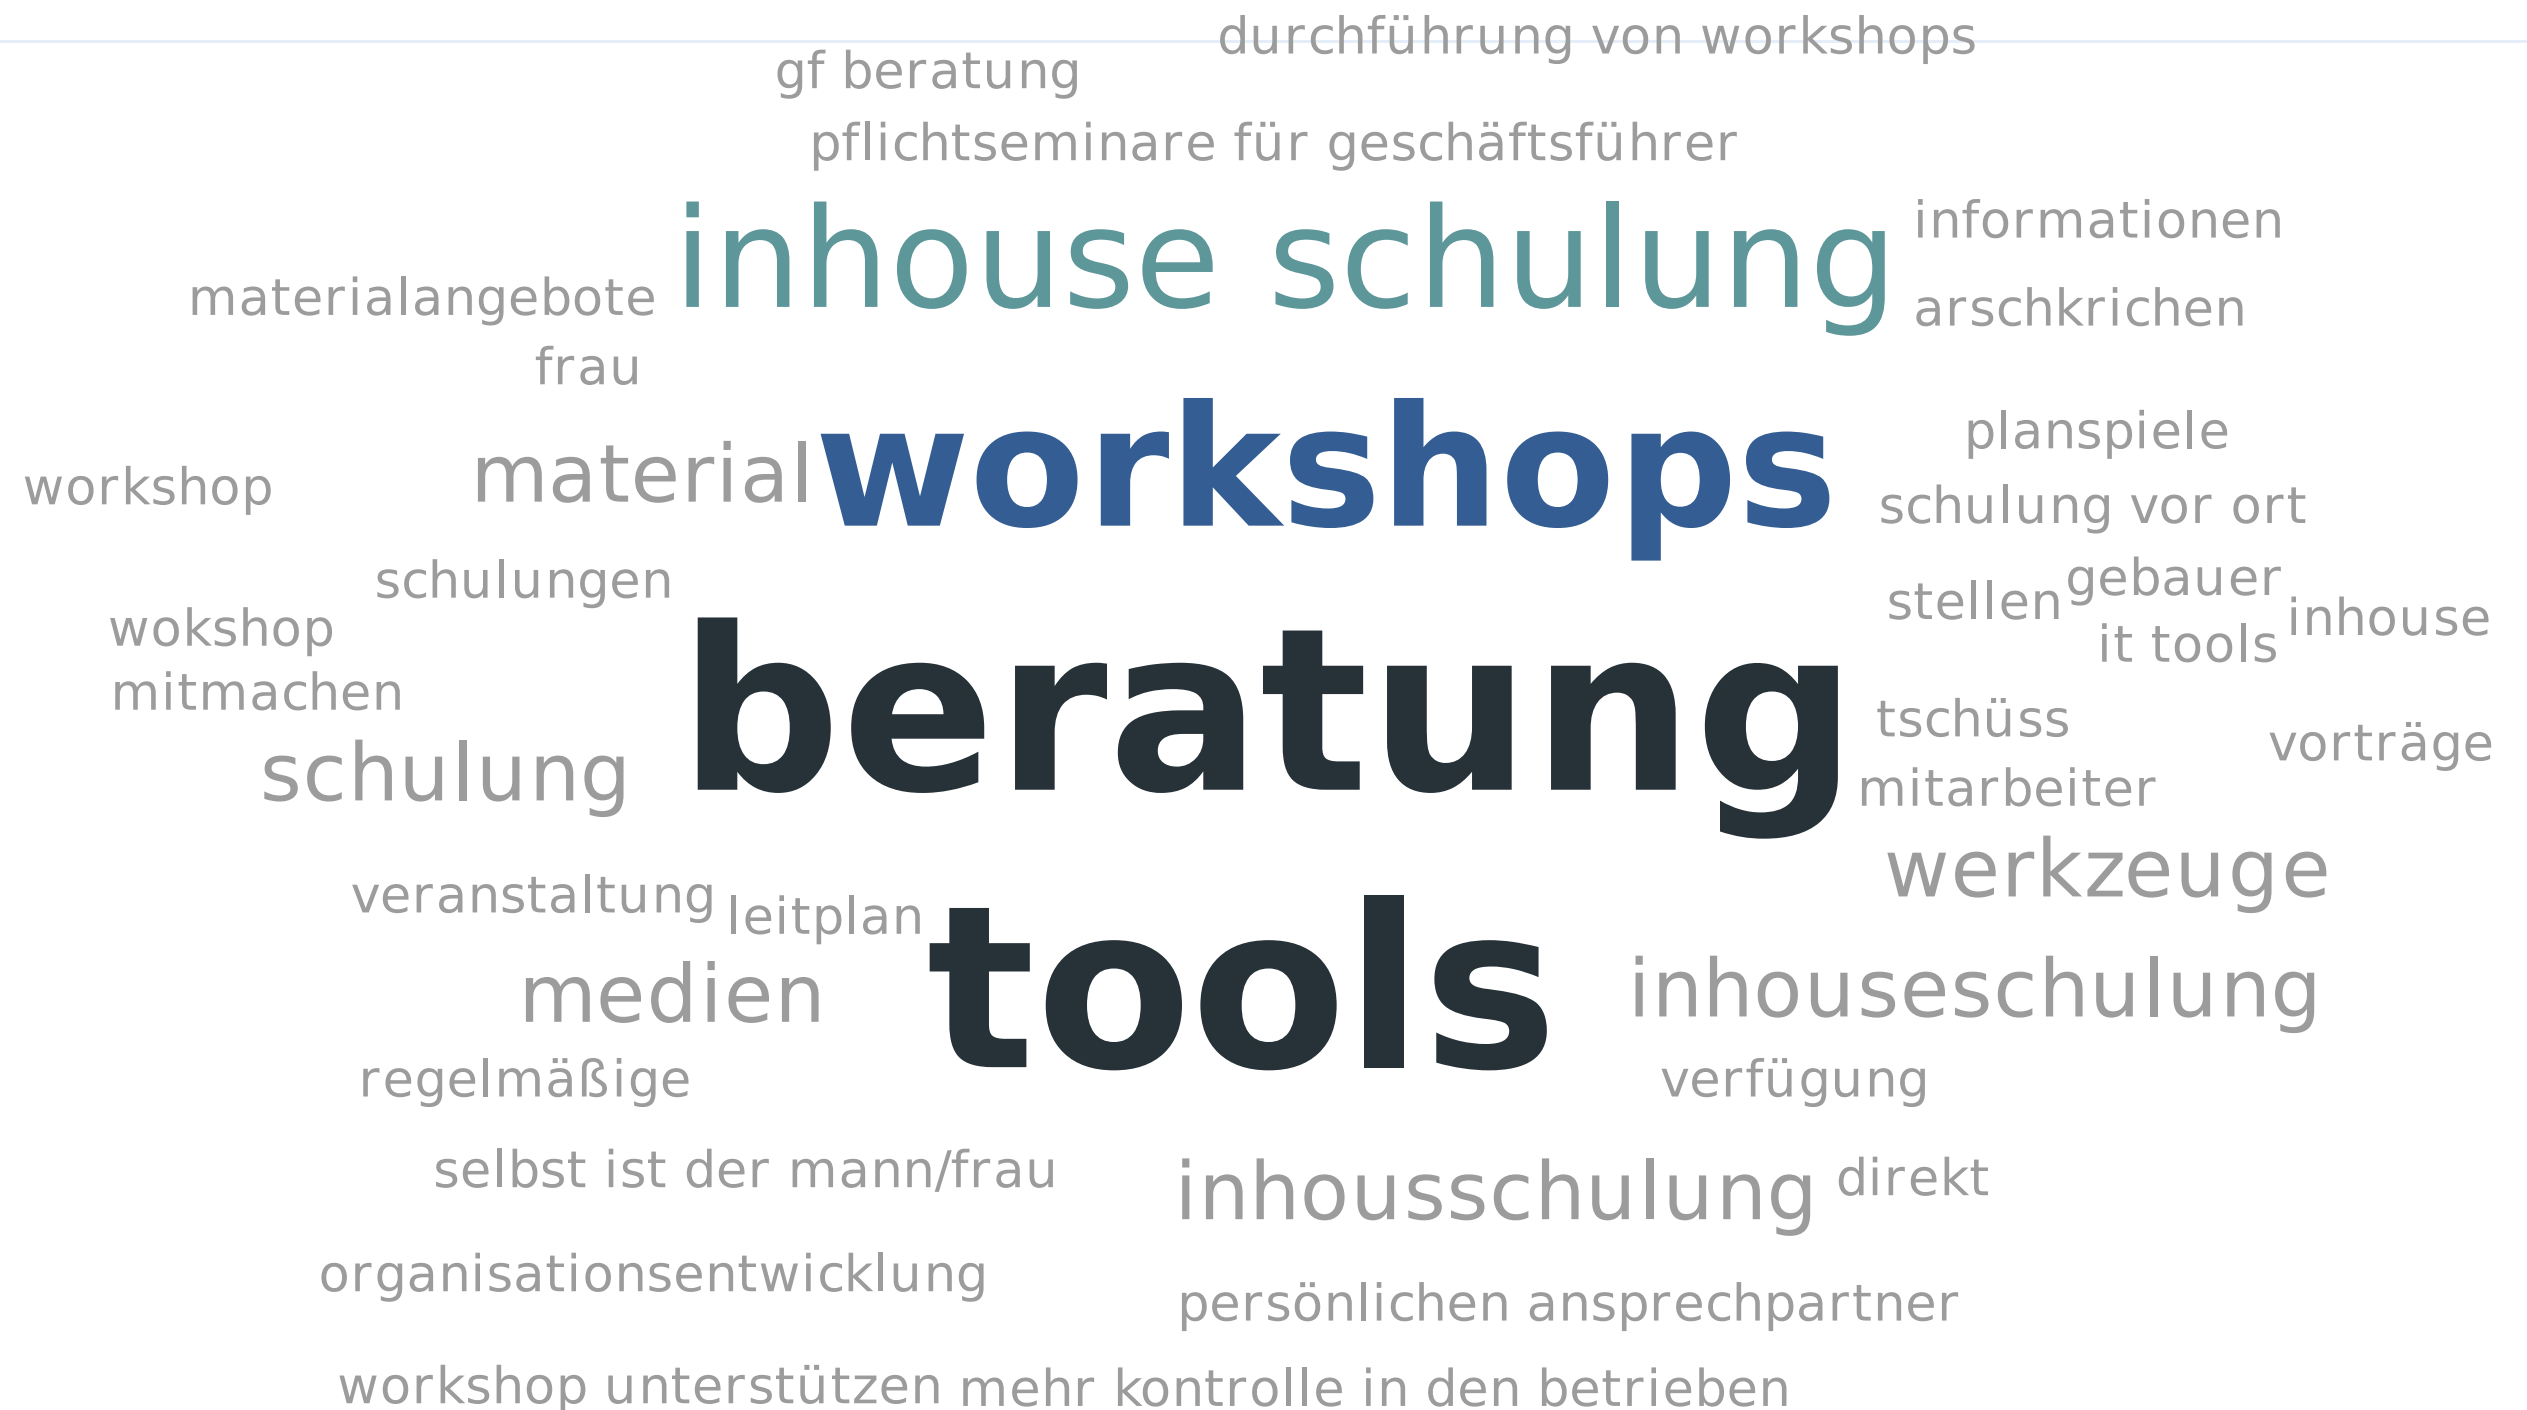 durchführung von workshops
gf beratung
pflichtseminare für geschäftsführer
inhouse schulung
informationen
materialangebote
arschkrichen
frau
workshops
planspiele
material
workshop
schulung vor ort
schulungen
gebauer
stellen
inhouse
wokshop
it tools
mitmachen
beratung
tschüss
vorträge
schulung
mitarbeiter
werkzeuge
veranstaltung
leitplan
tools
medien
inhouseschulung
regelmäßige
verfügung
selbst ist der mann/frau
inhousschulung
direkt
organisationsentwicklung
persönlichen ansprechpartner
workshop unterstützen
mehr kontrolle in den betrieben